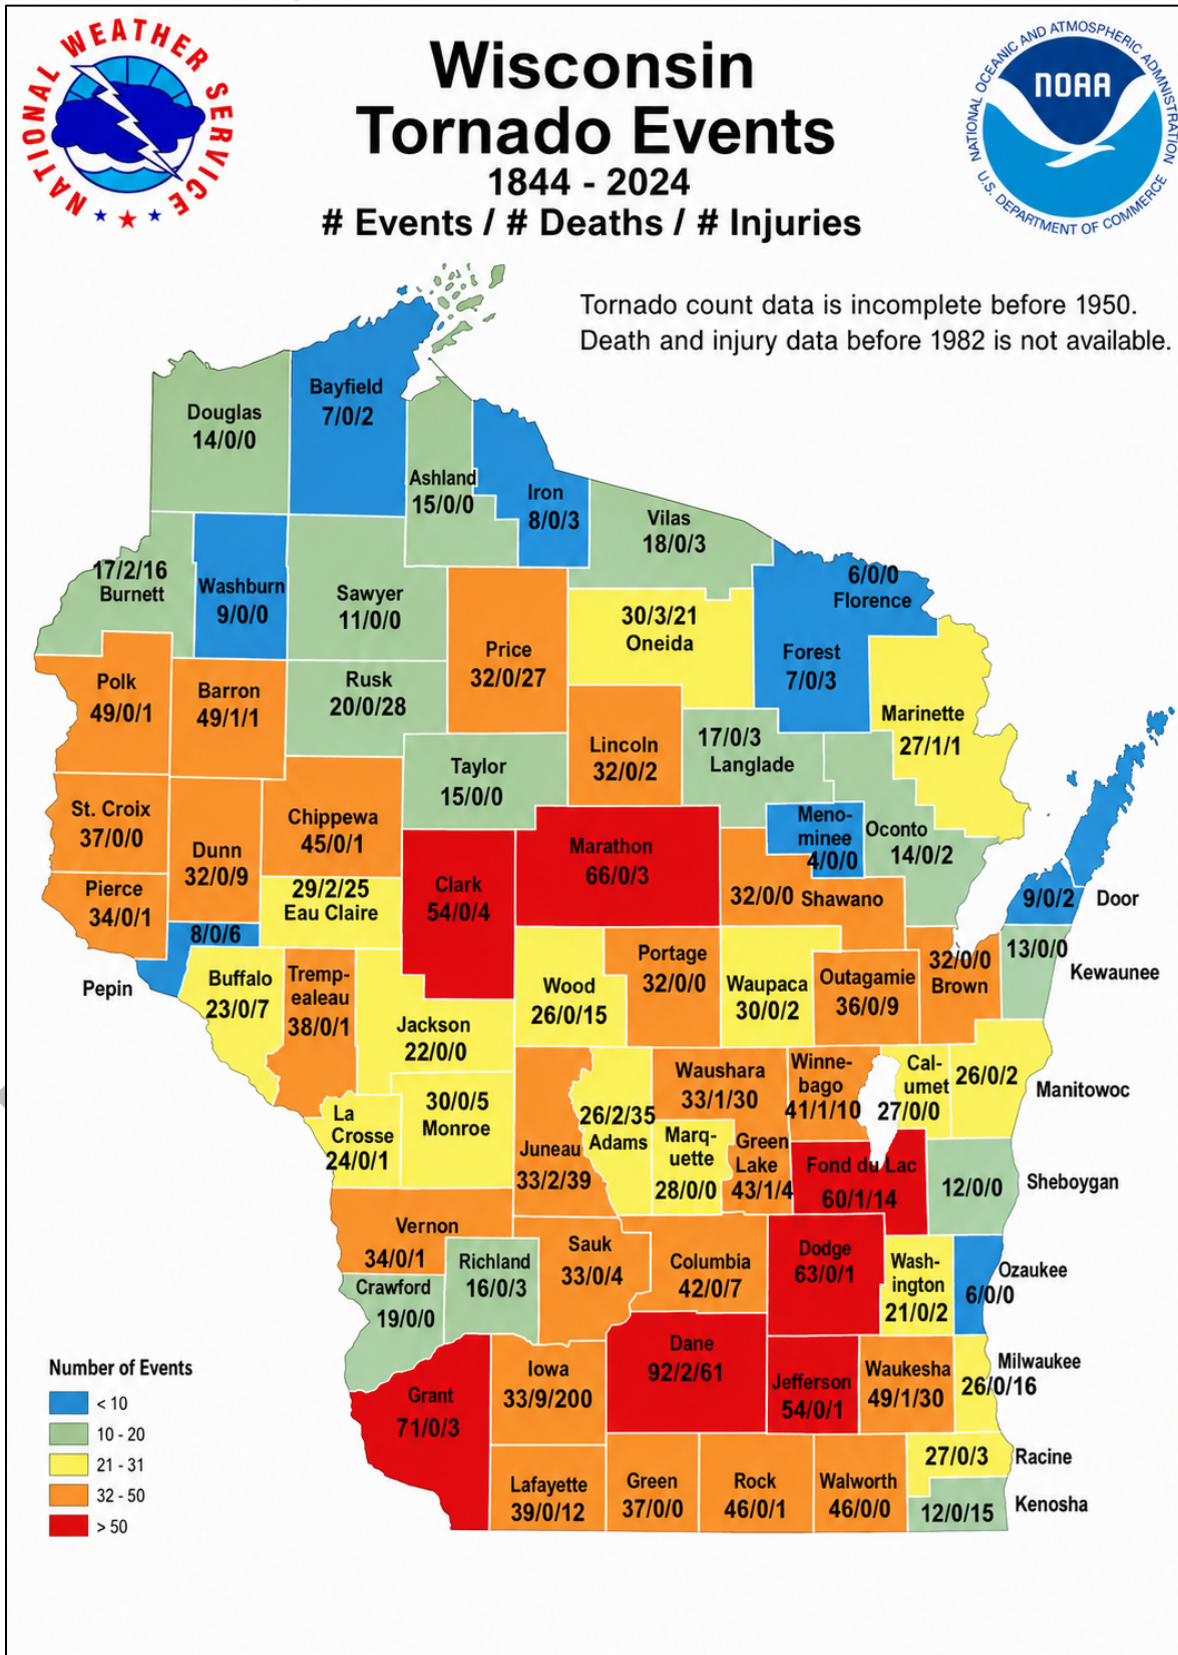 NATIONAL WEATHER SERVICE
Wisconsin
Tornado Events
1844 - 2024
# Events / # Deaths / # Injuries
NATIONAL OCEANIC AND ATMOSPHERIC ADMINISTRATION
NOAA
U.S. DEPARTMENT OF COMMERCE
Tornado count data is incomplete before 1950.
Death and injury data before 1982 is not available.
Bayfield
7/0/2
Douglas
14/0/0
Ashland
15/0/0
Iron
8/0/3
Vilas
18/0/3
17/2/16
Burnett
Washburn
9/0/0
Sawyer
11/0/0
6/0/0
Florence
30/3/21
Oneida
Price
32/0/27
Forest
7/0/3
Polk
49/0/1
Barron
49/1/1
Rusk
20/0/28
Marinette
27/1/1
Lincoln
32/0/2
17/0/3
Langlade
Taylor
15/0/0
St. Croix
37/0/0
Chippewa
45/0/1
Dunn
32/0/9
Marathon
66/0/3
Meno-
minee
4/0/0
Oconto
14/0/2
Pierce
34/0/1
29/2/25
Eau Claire
Clark
54/0/4
32/0/0 Shawano
9/0/2
Door
8/0/6
Pepin
Buffalo
23/0/7
Tremp-
ealeau
38/0/1
Jackson
22/0/0
Wood
26/0/15
Portage
32/0/0
Waupaca
30/0/2
Outagamie
36/0/9
32/0/0
Brown
13/0/0
Kewaunee
Waushara
33/1/30
Winne-
bago
41/1/10
Cal-
umet
27/0/0
26/0/2
Manitowoc
La
Crosse
24/0/1
30/0/5
Monroe
Juneau
33/2/39
26/2/35
Adams
Marq-
uette
28/0/0
Green
Lake
43/1/4
Fond du Lac
60/1/14
12/0/0
Sheboygan
Vernon
34/0/1
Richland
16/0/3
Sauk
33/0/4
Columbia
42/0/7
Dodge
63/0/1
Wash-
ington
21/0/2
Ozaukee
6/0/0
Crawford
19/0/0
Grant
71/0/3
Iowa
33/9/200
Dane
92/2/61
Jefferson
54/0/1
Waukesha
49/1/30
Milwaukee
26/0/16
Lafayette
39/0/12
Green
37/0/0
Rock
46/0/1
Walworth
46/0/0
27/0/3
Racine
12/0/15
Kenosha
Number of Events
< 10
10 - 20
21 - 31
32 - 50
> 50